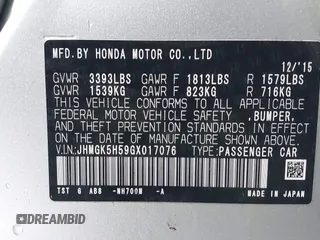 MFD.BY HONDA MOTOR CO.,LTD
12/'15
GVWR 3393LBS GAWR F 1813LBS R 1579LBS
GVWR 1539KG GAWR F 823KG R 716KG
THIS VEHICLE CONFORMS TO ALL APPLICABLE
FEDERAL MOTOR VEHICLE SAFETY, BUMPER,
AND THEFT PREVENTION STANDARDS IN EFFECT
ON THE DATE OF MANUFACTURE SHOWN ABOVE.
V.I.N:JHMGK5H59GX017076 TYPE:PASSENGER CAR
TST G A88 -NH700M -A MADE IN JAPAN
DREAMBID